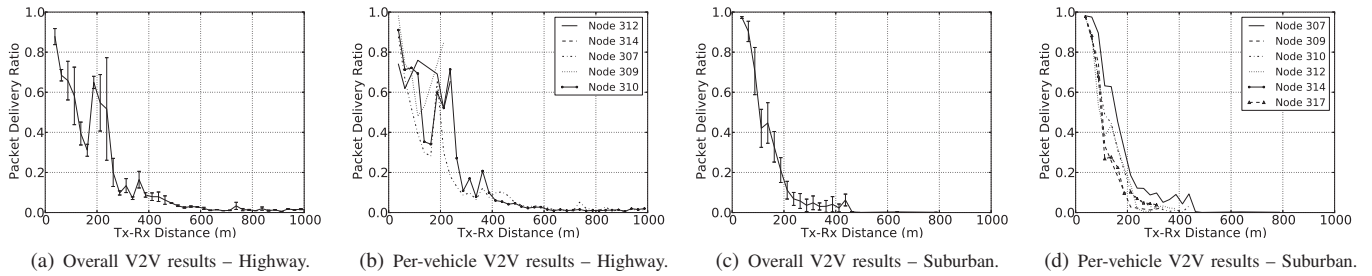 Packet Delivery Ratio
1.0
0.8
0.6
0.4
0.2
0.0
0 200 400 600 800 1000
Tx-Rx Distance (m)
(a) Overall V2V results – Highway.
Packet Delivery Ratio
1.0
0.8
0.6
0.4
0.2
0.0
0 200 400 600 800 1000
Tx-Rx Distance (m)
Node 312
Node 314
Node 307
Node 309
Node 310
(b) Per-vehicle V2V results – Highway.
Packet Delivery Ratio
1.0
0.8
0.6
0.4
0.2
0.0
0 200 400 600 800 1000
Tx-Rx Distance (m)
(c) Overall V2V results – Suburban.
Packet Delivery Ratio
1.0
0.8
0.6
0.4
0.2
0.0
0 200 400 600 800 1000
Tx-Rx Distance (m)
Node 307
Node 309
Node 310
Node 312
Node 314
Node 317
(d) Per-vehicle V2V results – Suburban.